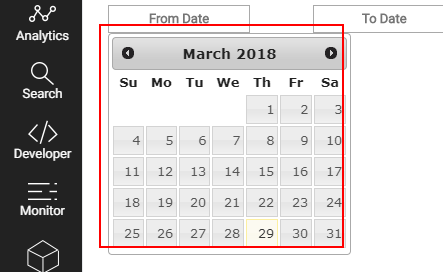 Analytics
Search
Developer
Monitor
From Date
To Date
March 2018
Su Mo Tu We Th Fr Sa
1 2 3
4 5 6 7 8 9 10
11 12 13 14 15 16 17
18 19 20 21 22 23 24
25 26 27 28 29 30 31